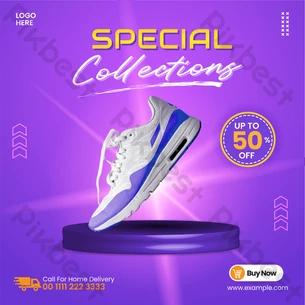 LOGO
HERE
SPECIAL
Collections
UP TO
50%
OFF
Call For Home Delivery
00 1111 222 3333
Buy Now
www.example.com
Pikbest